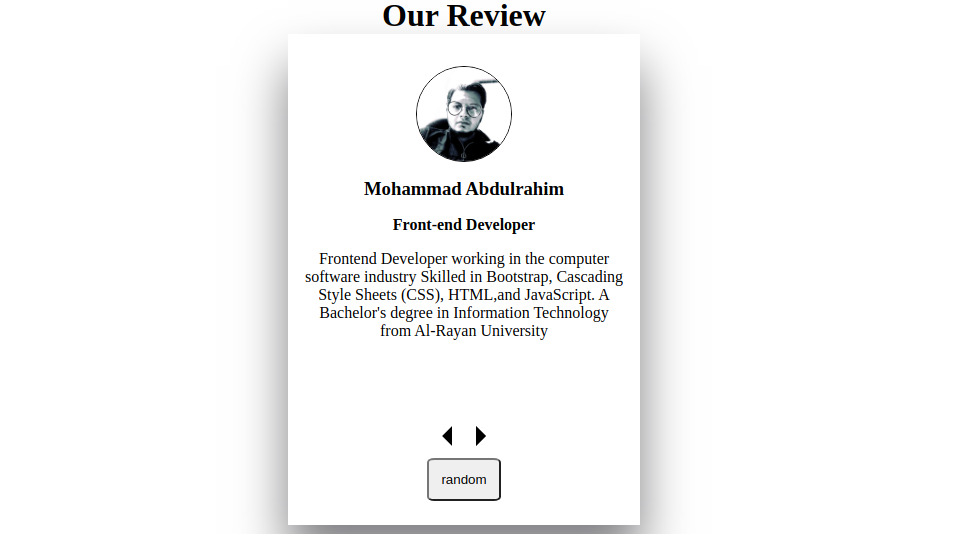 Our Review
Mohammad Abdulrahim
Front-end Developer
Frontend Developer working in the computer
software industry Skilled in Bootstrap, Cascading
Style Sheets (CSS), HTML,and JavaScript. A
Bachelor's degree in Information Technology
from Al-Rayan University
random